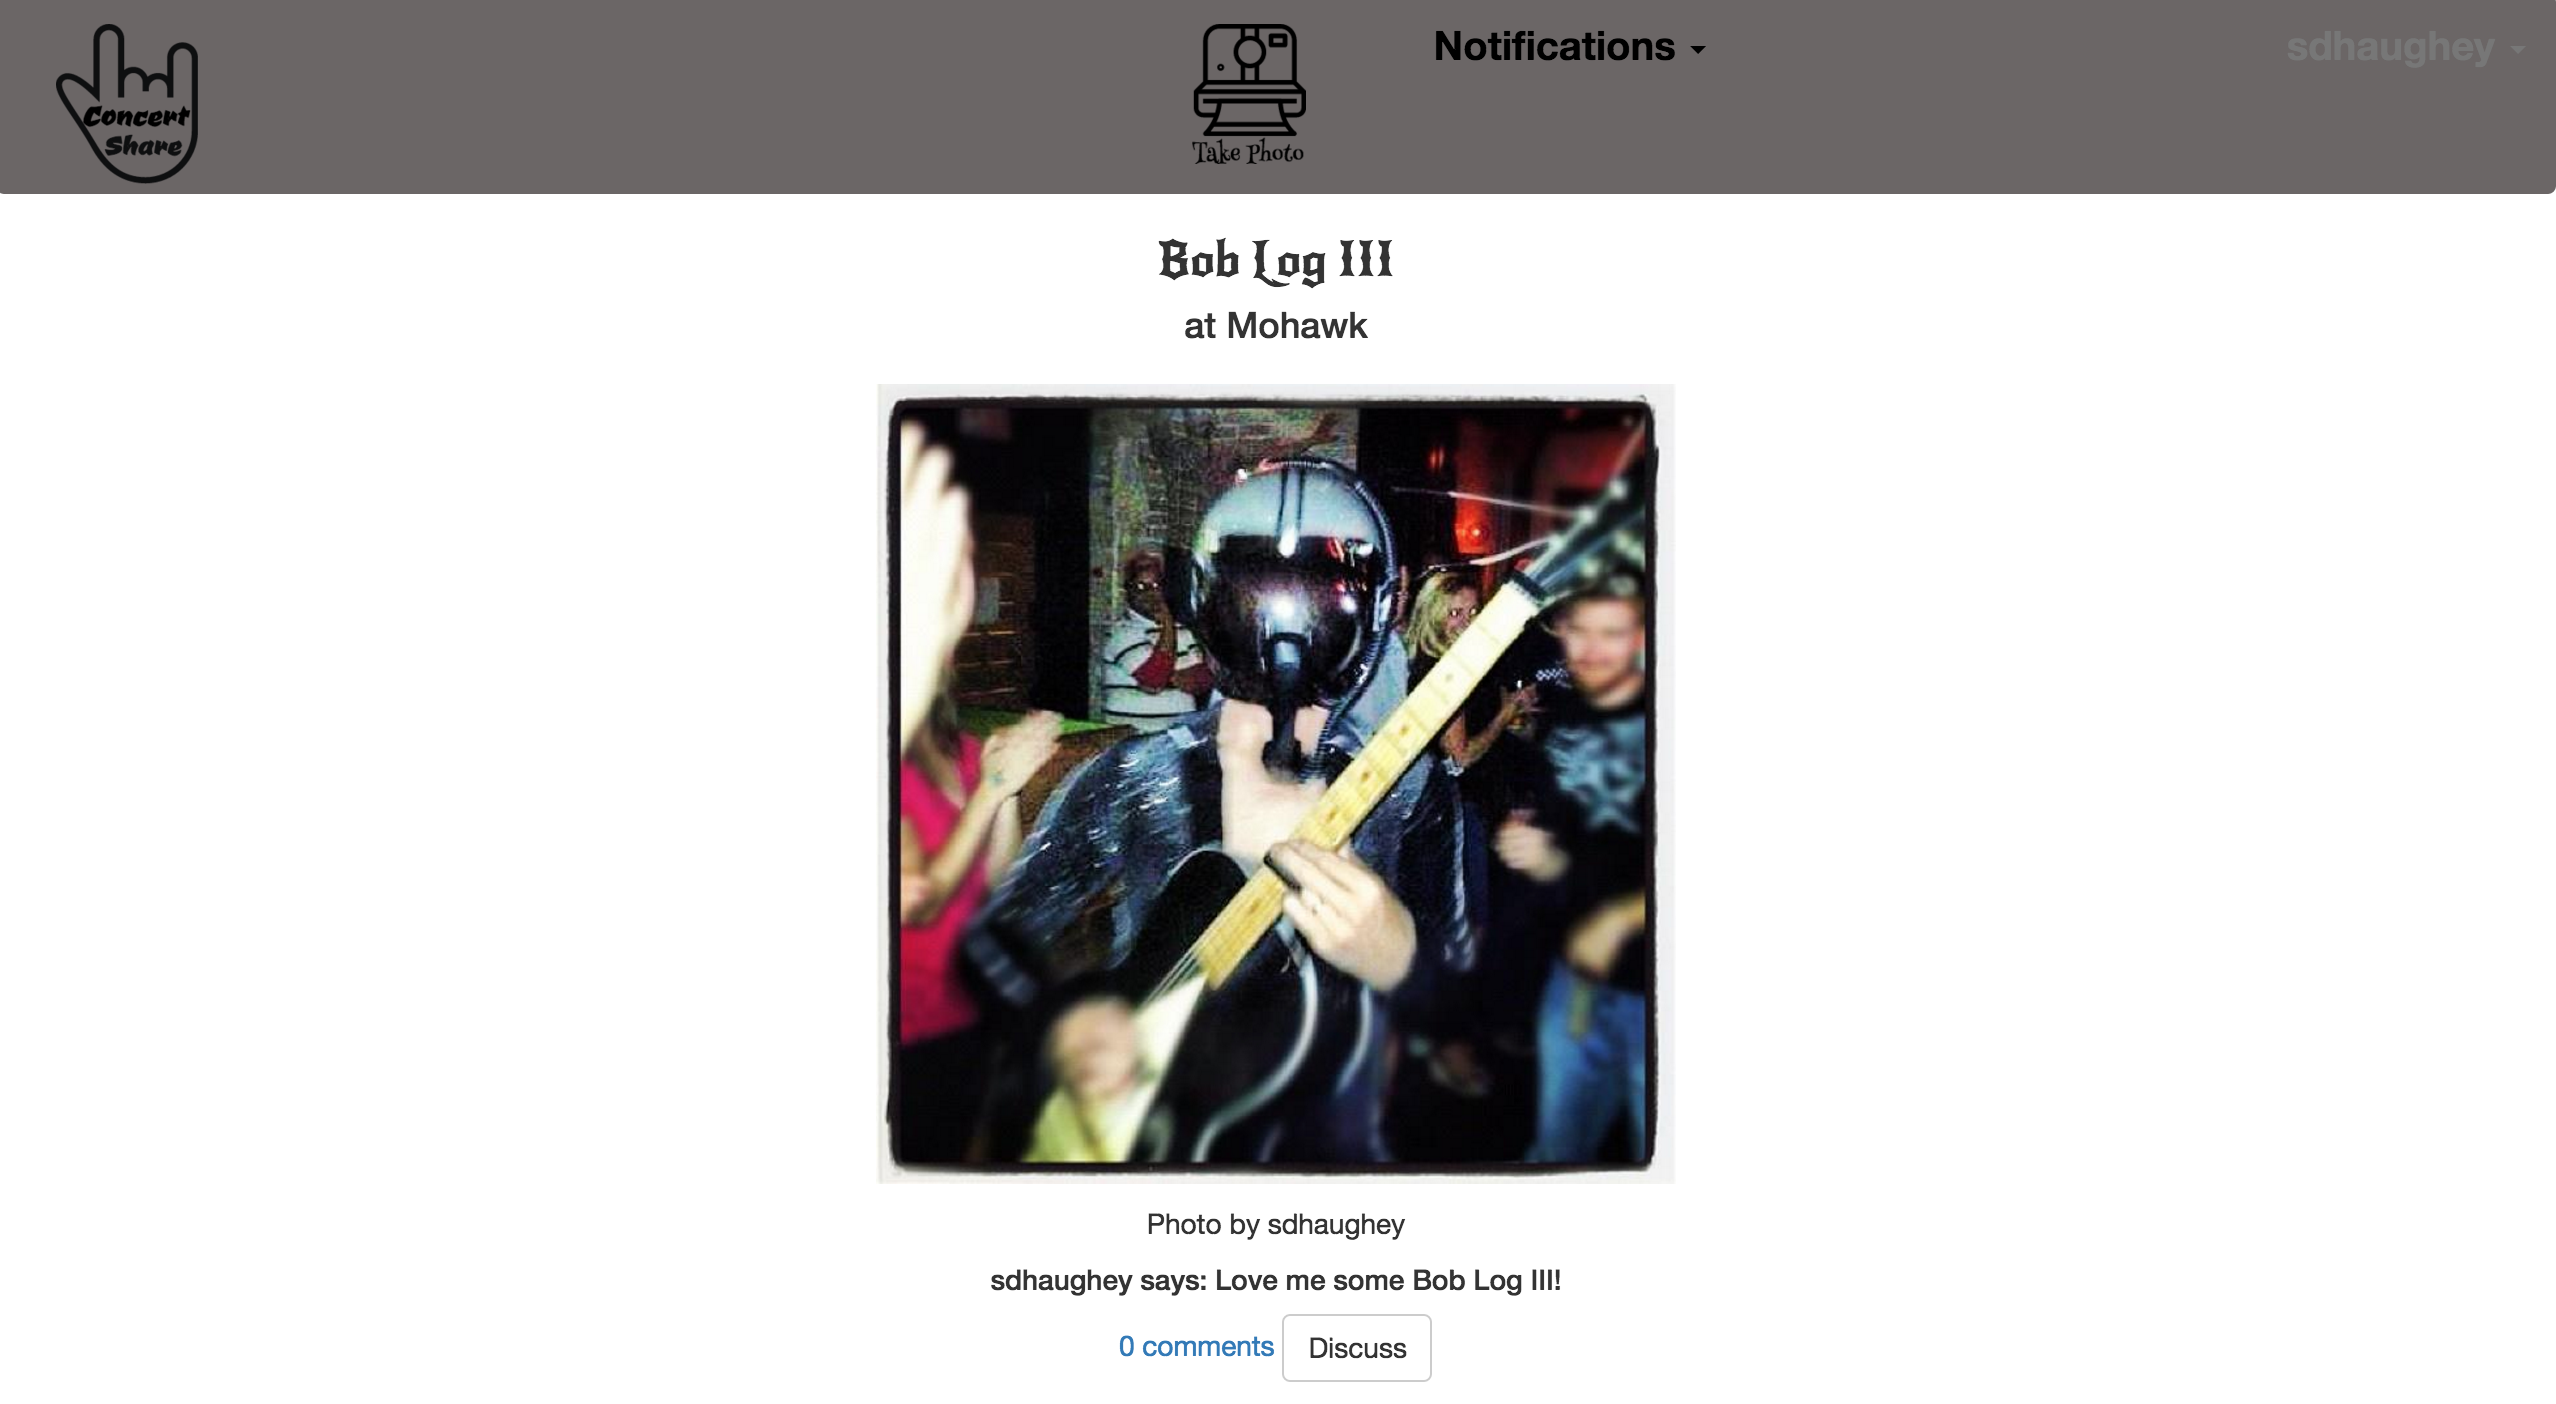 Concert
Share
Take Photo
Notifications
sdhaughey
Bob Log III
at Mohawk
Photo by sdhaughey
sdhaughey says: Love me some Bob Log III!
0 comments
Discuss